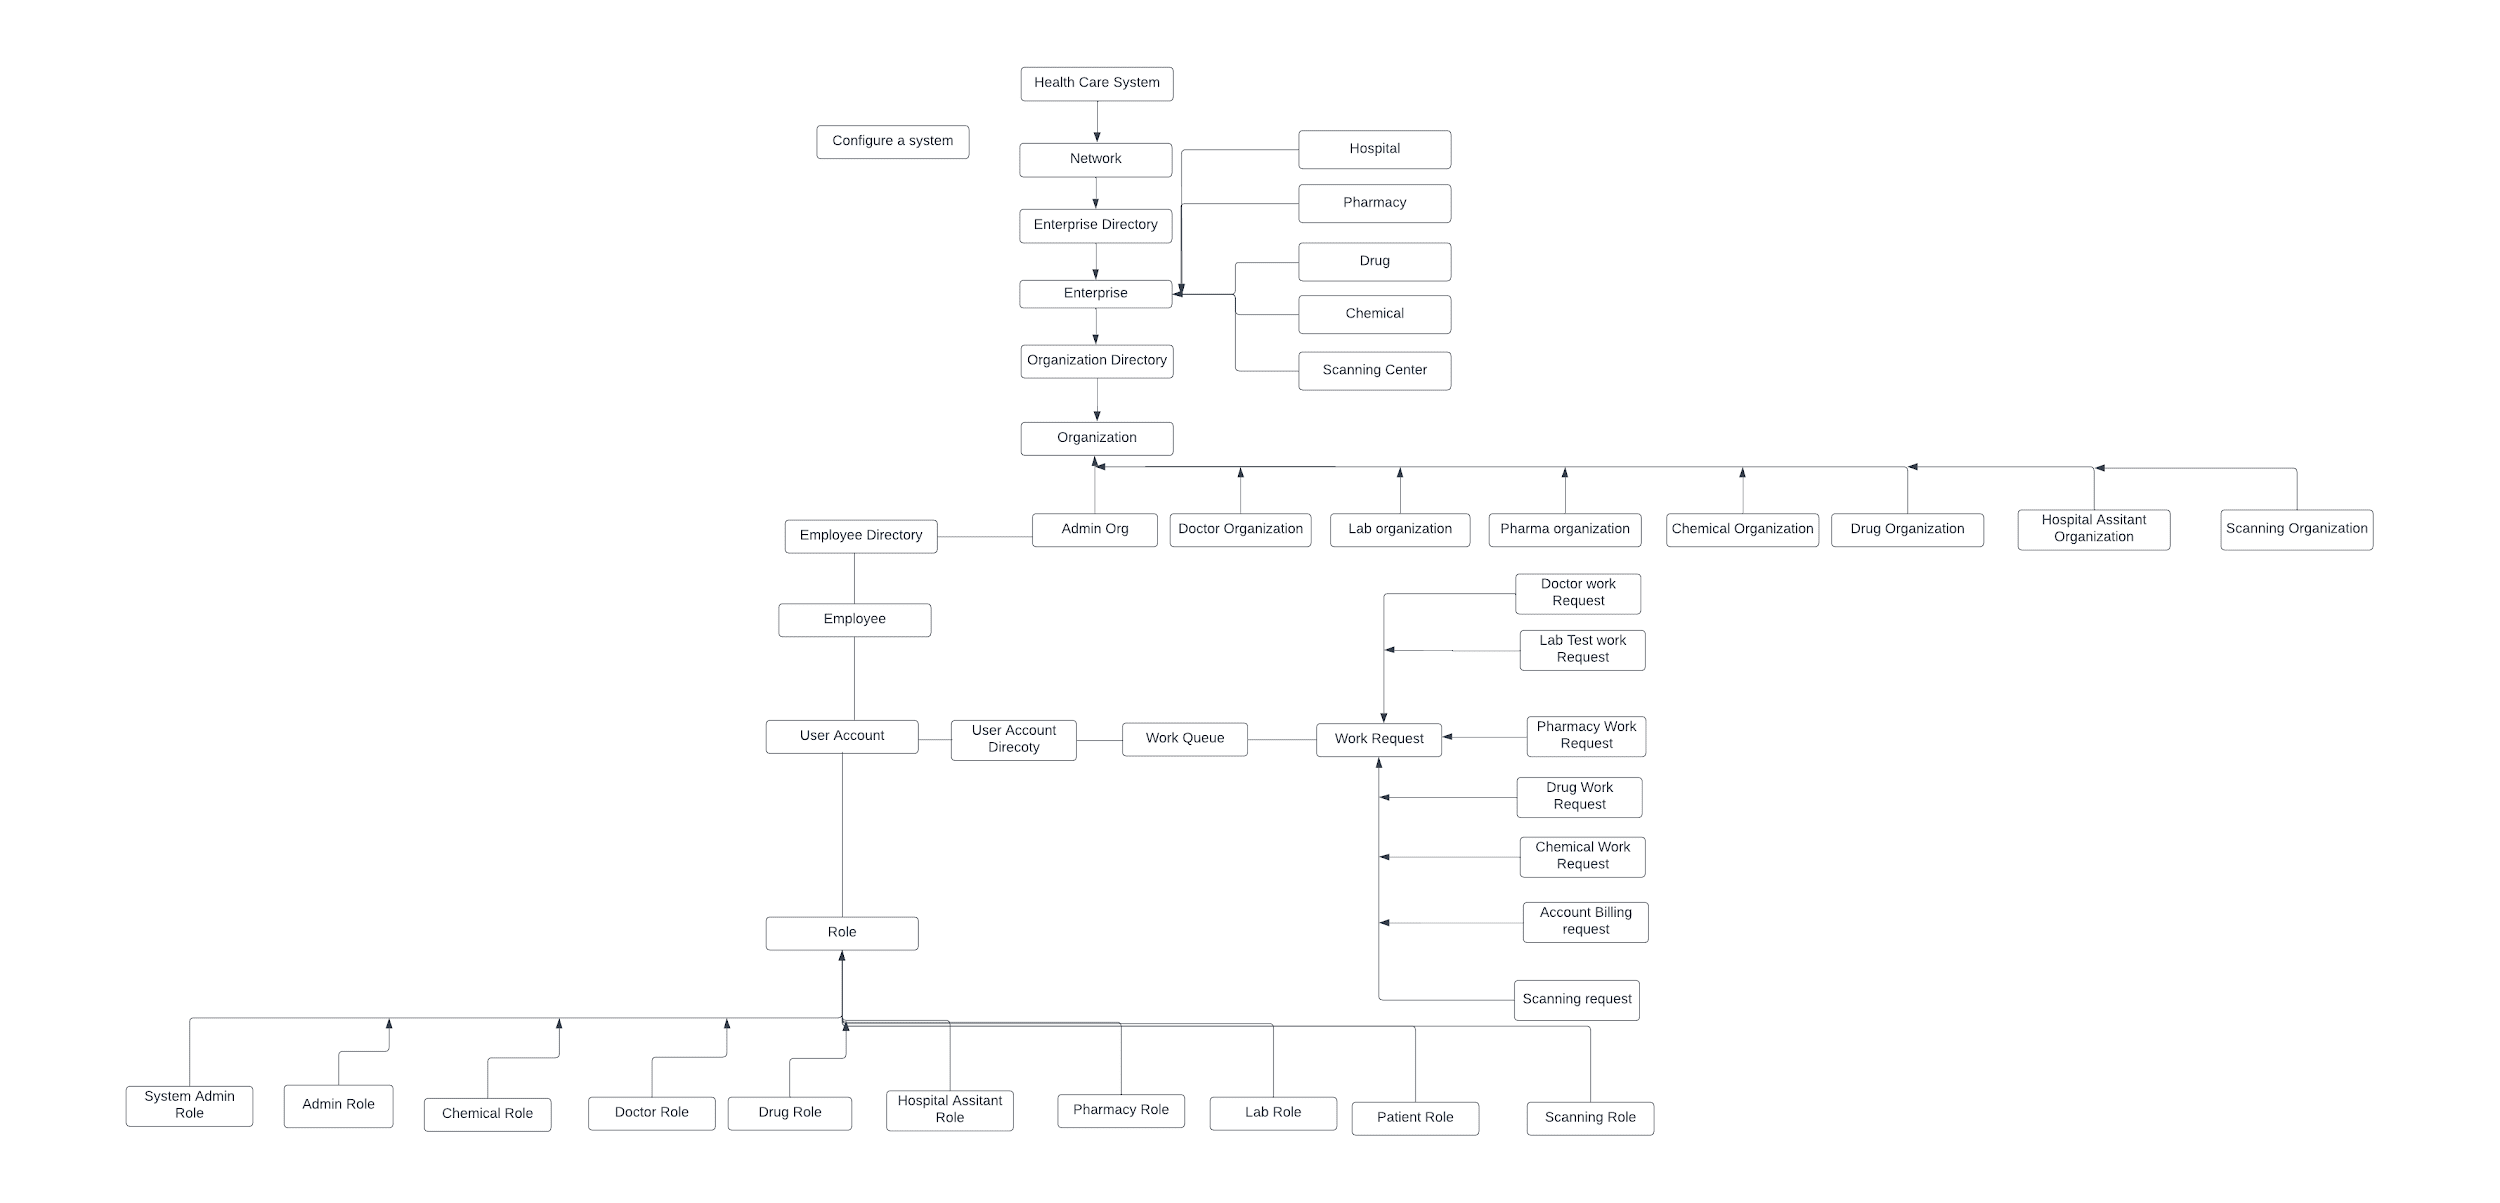 Health Care System
Configure a system
Hospital
Network
Pharmacy
Enterprise Directory
Drug
Enterprise
Chemical
Organization Directory
Scanning Center
Organization
Employee Directory
Admin Org
Doctor Organization
Lab organization
Pharma organization
Chemical Organization
Drug Organization
Hospital Assitant
Organization
Scanning Organization
Doctor work
Request
Employee
Lab Test work
Request
User Account
User Account
Direcoty
Work Queue
Work Request
Pharmacy Work
Request
Drug Work
Request
Chemical Work
Request
Account Billing
request
Role
Scanning request
System Admin
Role
Admin Role
Chemical Role
Doctor Role
Drug Role
Hospital Assitant
Role
Pharmacy Role
Lab Role
Patient Role
Scanning Role